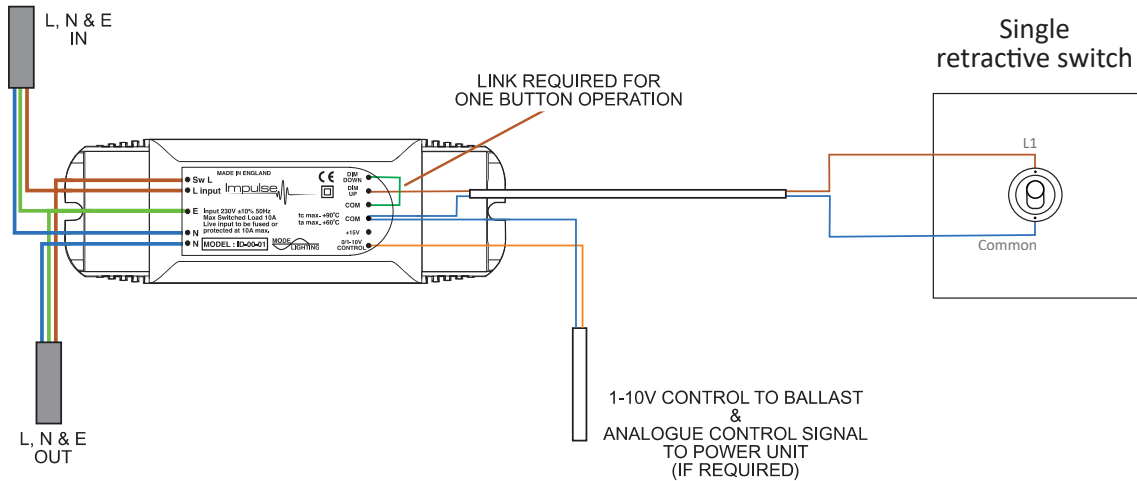 L, N & E
IN
LINK REQUIRED FOR
ONE BUTTON OPERATION
Single
retractive switch
L1
Common
MADE IN ENGLAND
Sw L
L input
Impulse
CE
DIM
DOWN
DIM
UP
COM
E
Input 230V ±10% 50Hz
Max Switched Load 10A
Live input to be fused or
protected at 10A max.
tc max. +90°C
ta max. +60°C
COM
+15V
N
N
MODEL : ID-00-01
MODE
LIGHTING
0/1-10V
CONTROL
L, N & E
OUT
1-10V CONTROL TO BALLAST
&
ANALOGUE CONTROL SIGNAL
TO POWER UNIT
(IF REQUIRED)